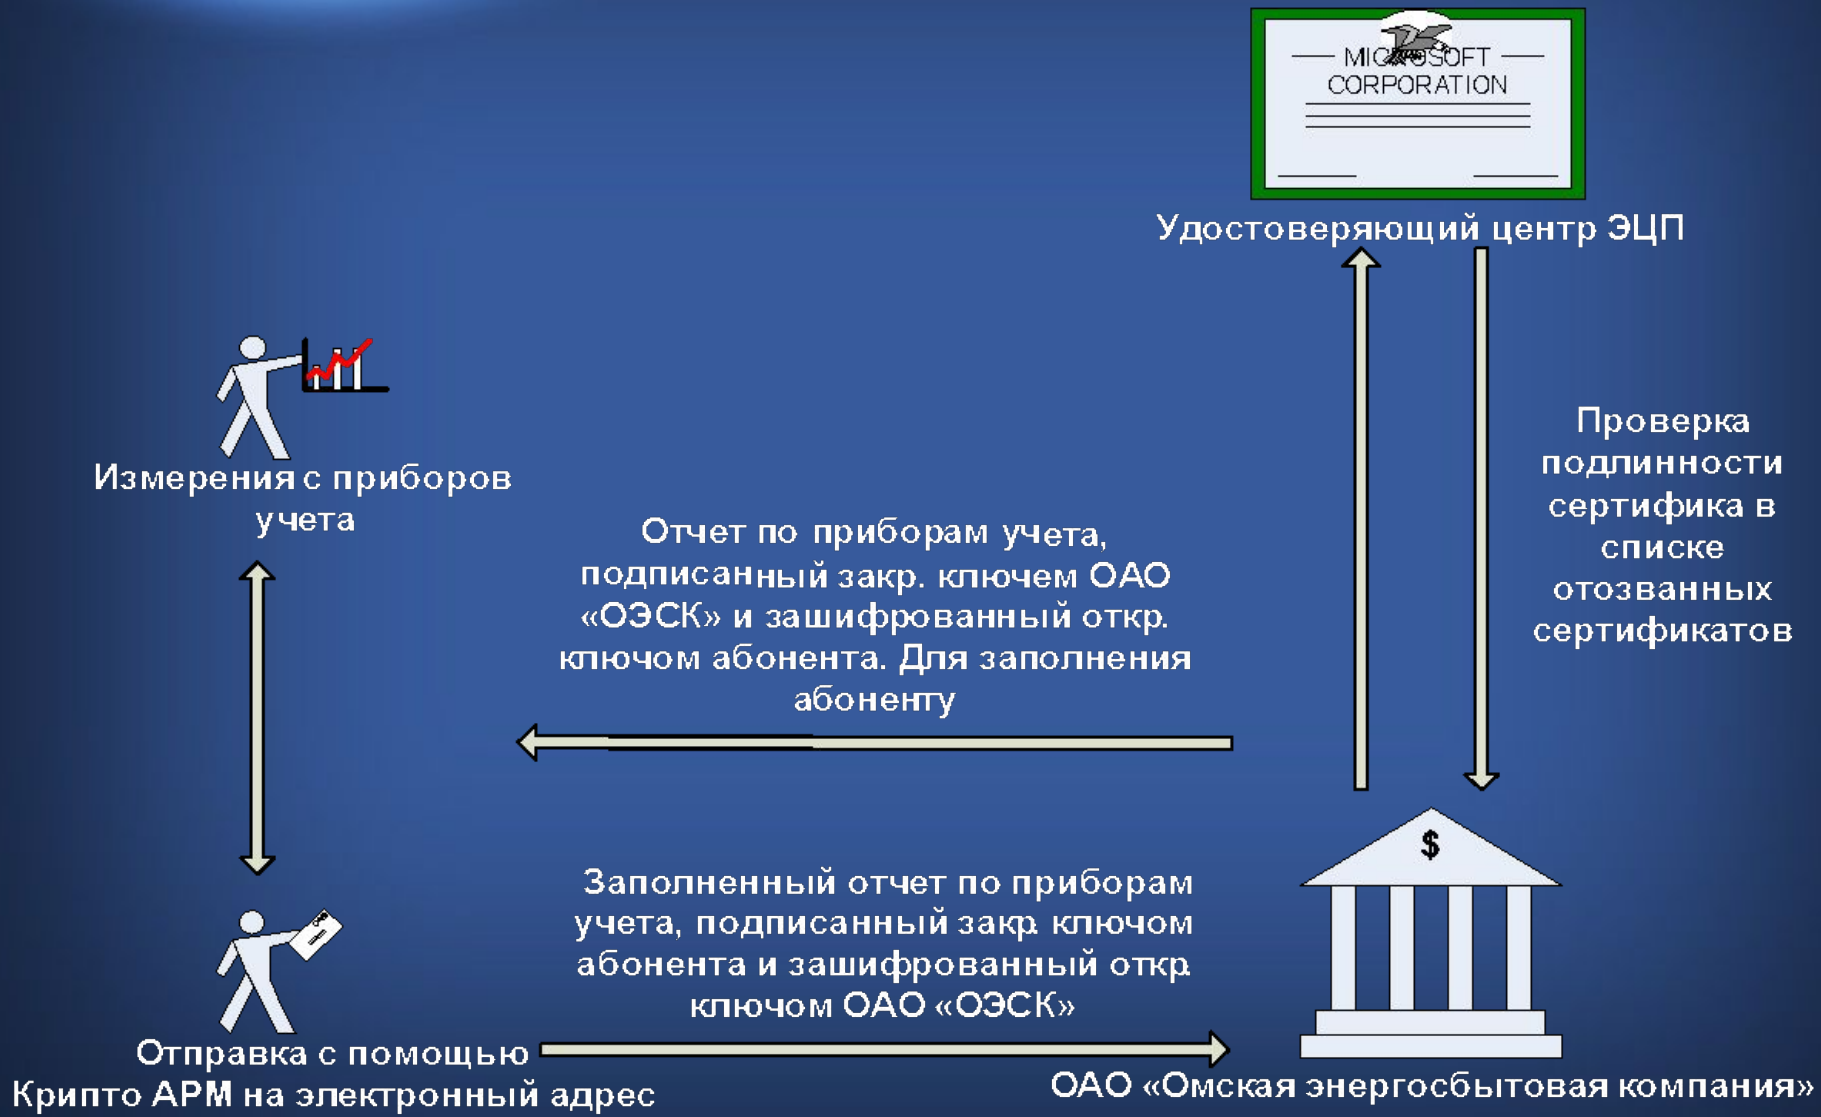 MICROSOFT
CORPORATION
Удостоверяющий центр ЭЦП
Измерения с приборов
учета
Проверка
подлинности
сертифика в
списке
отозванных
сертификатов
Отчет по приборам учета,
подписанный закр. ключем ОАО
«ОЭСК» и зашифрованный откр.
ключом абонента. Для заполнения
абоненту
$
Заполненный отчет по приборам
учета, подписанный закр. ключом
абонента и зашифрованный откр.
ключом ОАО «ОЭСК»
Отправка с помощью
Крипто АРМ на электронный адрес
ОАО «Омская энергосбытовая компания»